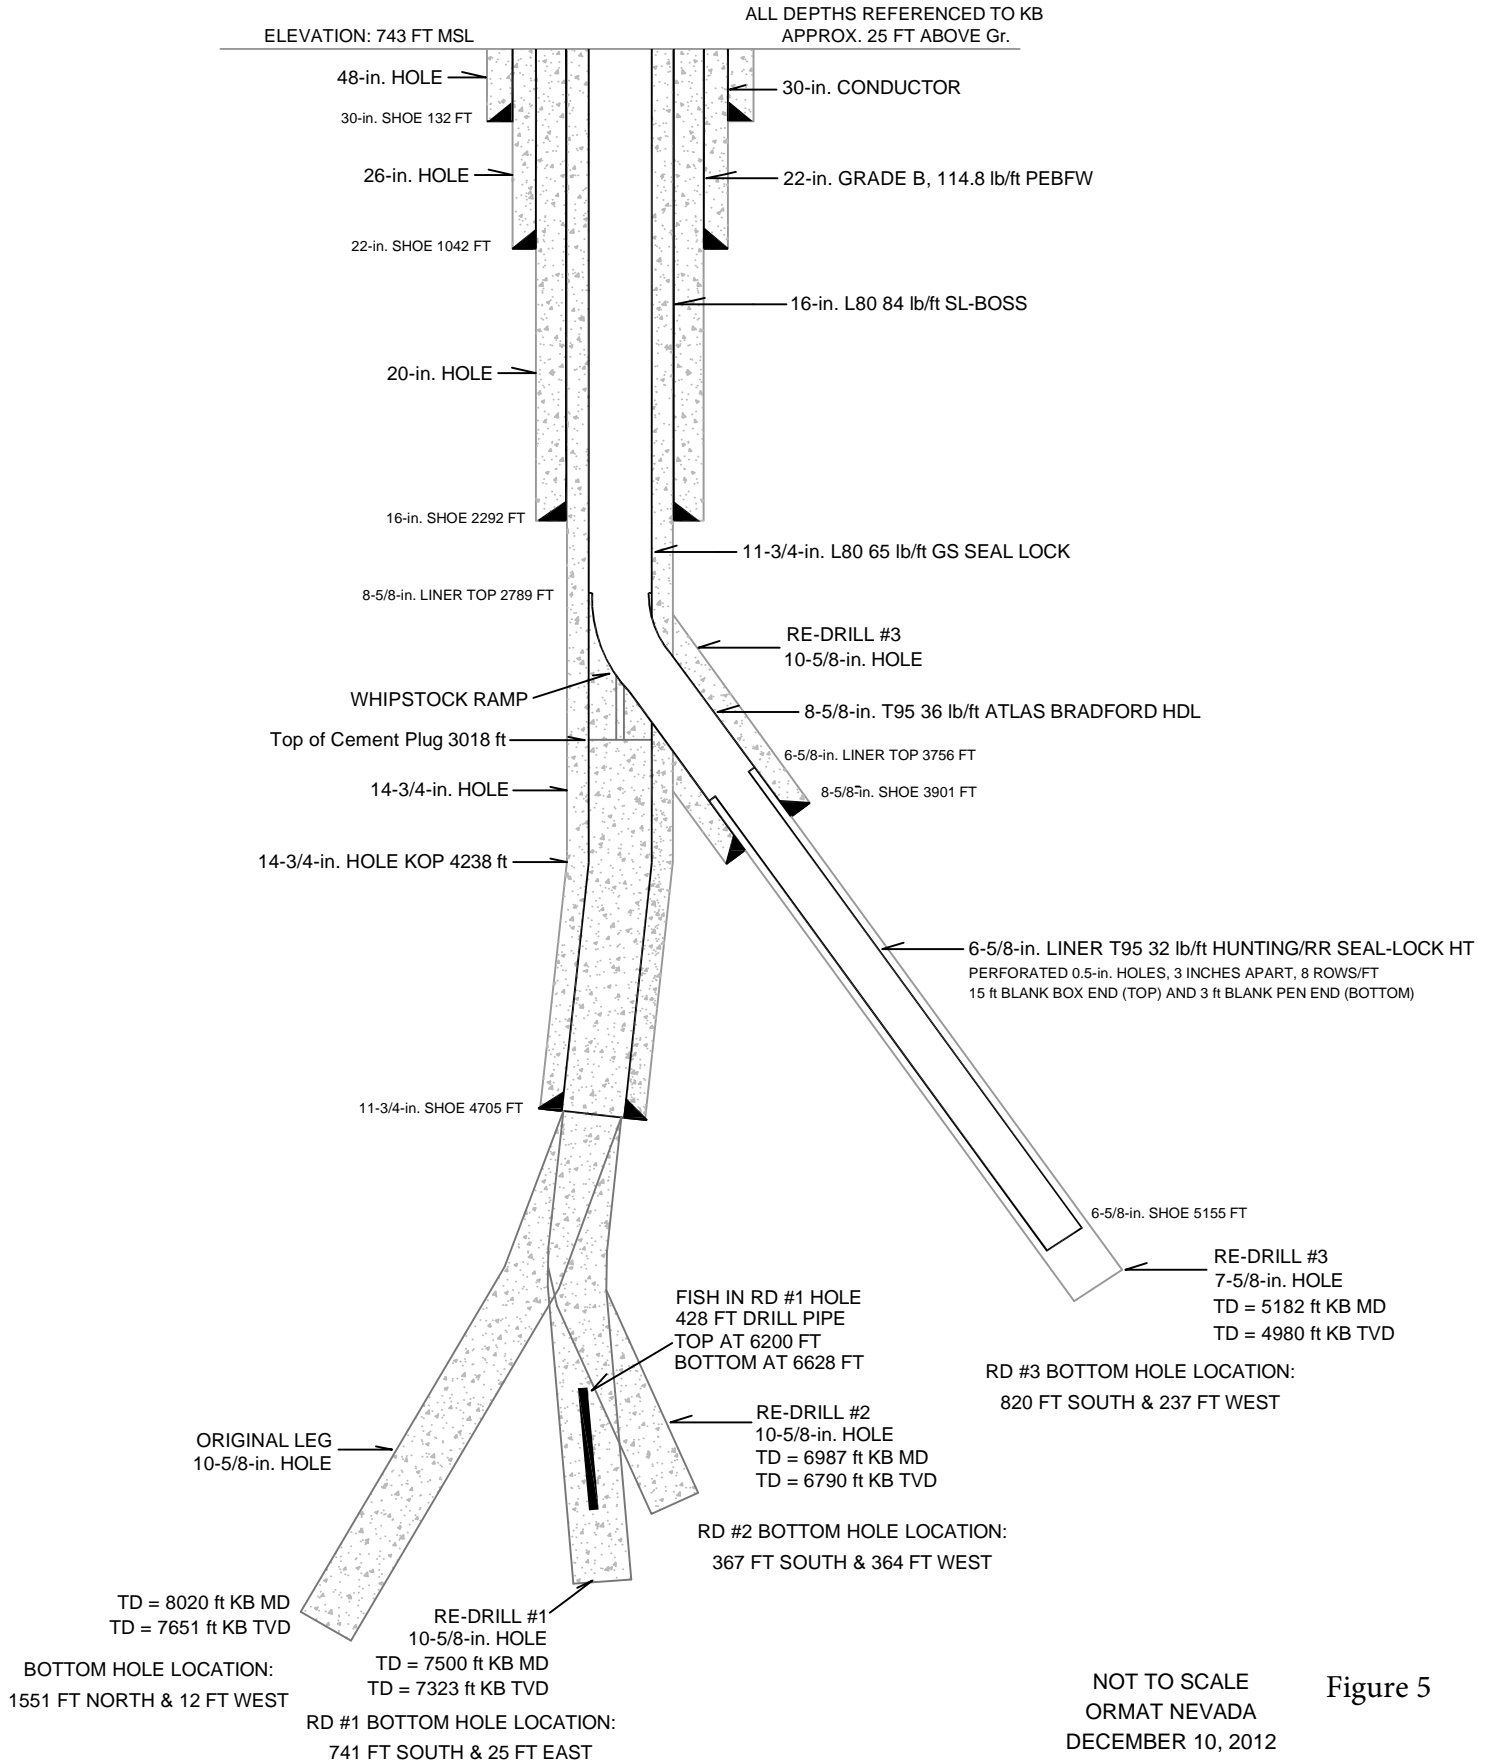 ALL DEPTHS REFERENCED TO KB
APPROX. 25 FT ABOVE Gr.
ELEVATION: 743 FT MSL
48-in. HOLE
30-in. CONDUCTOR
30-in. SHOE 132 FT
26-in. HOLE
22-in. GRADE B, 114.8 lb/ft PEBFW
22-in. SHOE 1042 FT
16-in. L80 84 lb/ft SL-BOSS
20-in. HOLE
16-in. SHOE 2292 FT
11-3/4-in. L80 65 lb/ft GS SEAL LOCK
8-5/8-in. LINER TOP 2789 FT
RE-DRILL #3
10-5/8-in. HOLE
WHIPSTOCK RAMP
8-5/8-in. T95 36 lb/ft ATLAS BRADFORD HDL
Top of Cement Plug 3018 ft
6-5/8-in. LINER TOP 3756 FT
14-3/4-in. HOLE
8-5/8-in. SHOE 3901 FT
14-3/4-in. HOLE KOP 4238 ft
6-5/8-in. LINER T95 32 lb/ft HUNTING/RR SEAL-LOCK HT
PERFORATED 0.5-in. HOLES, 3 INCHES APART, 8 ROWS/FT
15 ft BLANK BOX END (TOP) AND 3 ft BLANK PEN END (BOTTOM)
11-3/4-in. SHOE 4705 FT
6-5/8-in. SHOE 5155 FT
RE-DRILL #3
7-5/8-in. HOLE
TD = 5182 ft KB MD
TD = 4980 ft KB TVD
RD #3 BOTTOM HOLE LOCATION:
820 FT SOUTH & 237 FT WEST
FISH IN RD #1 HOLE
428 FT DRILL PIPE
TOP AT 6200 FT
BOTTOM AT 6628 FT
RE-DRILL #2
10-5/8-in. HOLE
TD = 6987 ft KB MD
TD = 6790 ft KB TVD
RD #2 BOTTOM HOLE LOCATION:
367 FT SOUTH & 364 FT WEST
ORIGINAL LEG
10-5/8-in. HOLE
TD = 8020 ft KB MD
TD = 7651 ft KB TVD
BOTTOM HOLE LOCATION:
1551 FT NORTH & 12 FT WEST
RE-DRILL #1
10-5/8-in. HOLE
TD = 7500 ft KB MD
TD = 7323 ft KB TVD
RD #1 BOTTOM HOLE LOCATION:
741 FT SOUTH & 25 FT EAST
NOT TO SCALE
ORMAT NEVADA
DECEMBER 10, 2012
Figure 5